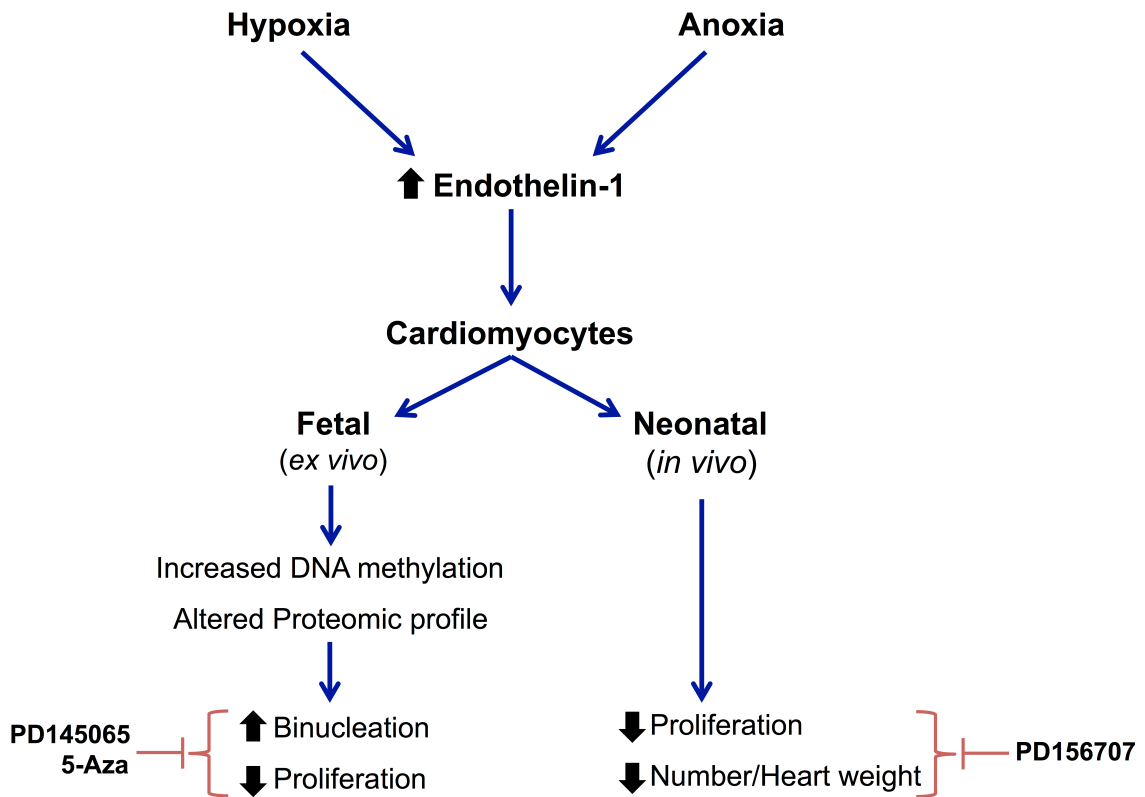 Hypoxia
Anoxia
Endothelin-1
Cardiomyocytes
Fetal
(ex vivo)
Neonatal
(in vivo)
Increased DNA methylation
Altered Proteomic profile
PD145065
5-Aza
Binucleation
Proliferation
Proliferation
Number/Heart weight
PD156707